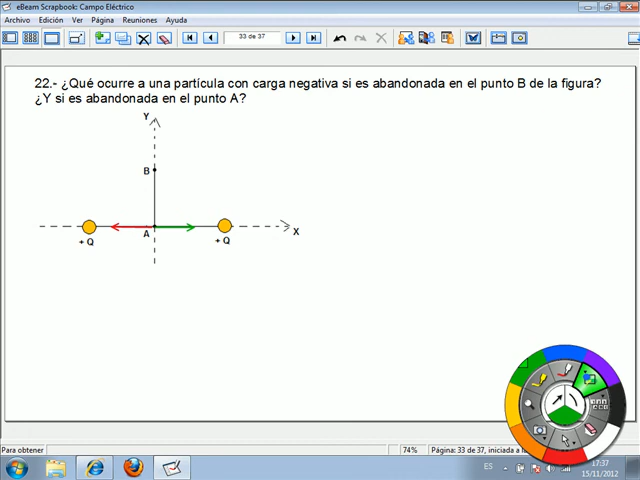 eBeam Scrapbook: Campo Eléctrico
Archivo Edición Ver Página Reuniones Ayuda
33 de 37
22.- ¿Qué ocurre a una partícula con carga negativa si es abandonada en el punto B de la figura?
¿Y si es abandonada en el punto A?
Y
B
A
X
+ Q
+ Q
Para obtener
74%
Página: 33 de 37, iniciada a la
ES
17:37
15/11/2012